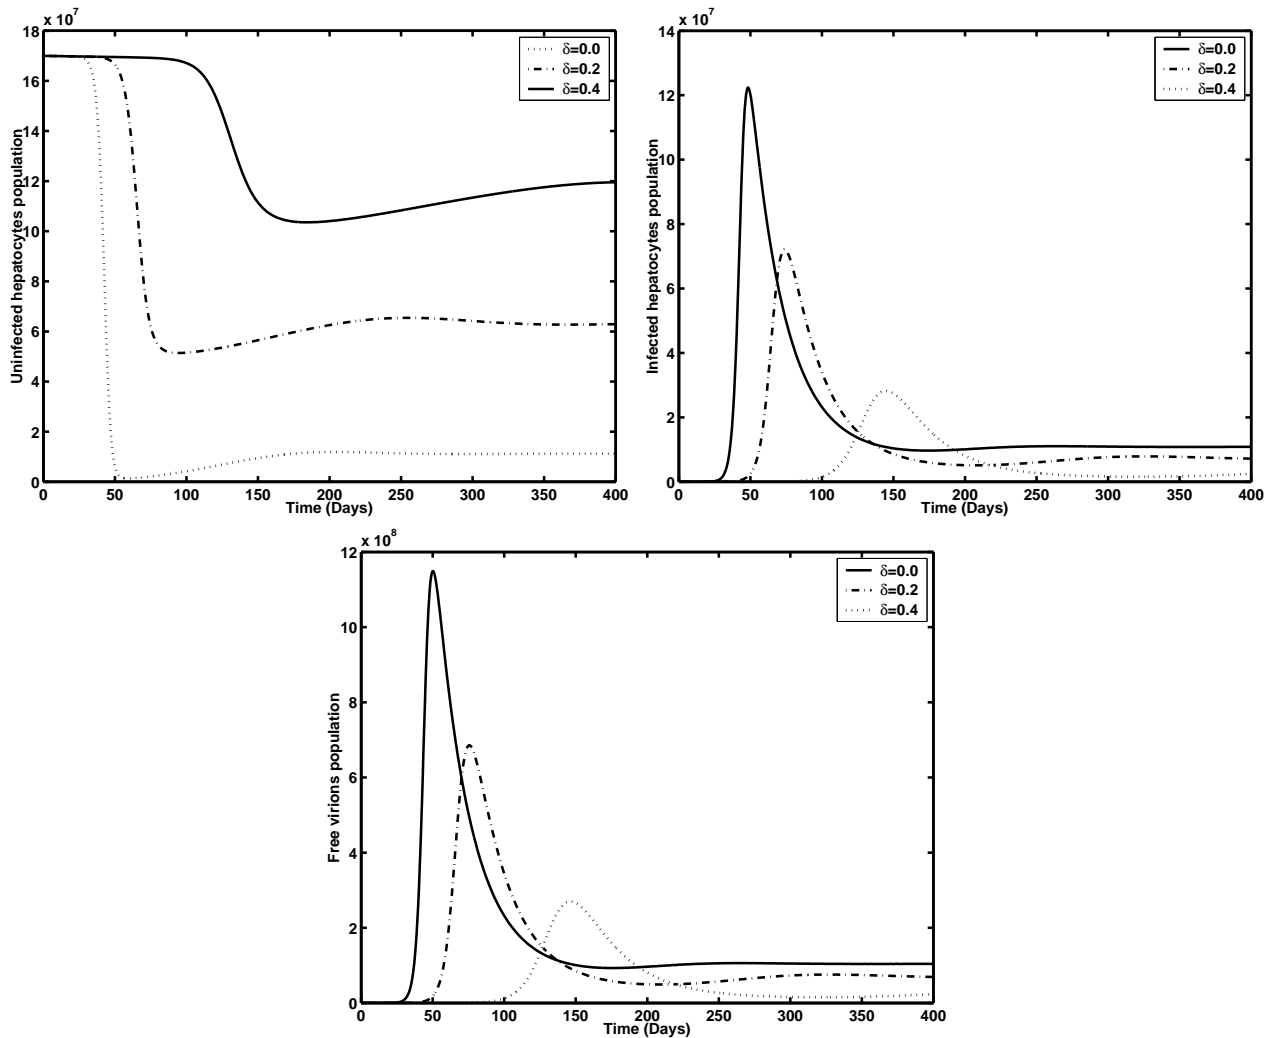 x 10^7
18
16
14
12
10
8
6
4
2
0
Uninfected hepatocytes population
0 50 100 150 200 250 300 350 400
Time (Days)
δ=0.0
δ=0.2
δ=0.4
x 10^7
14
12
10
8
6
4
2
0
Infected hepatocytes population
0 50 100 150 200 250 300 350 400
Time (Days)
δ=0.0
δ=0.2
δ=0.4
x 10^8
12
10
8
6
4
2
0
Free virions population
0 50 100 150 200 250 300 350 400
Time (Days)
δ=0.0
δ=0.2
δ=0.4